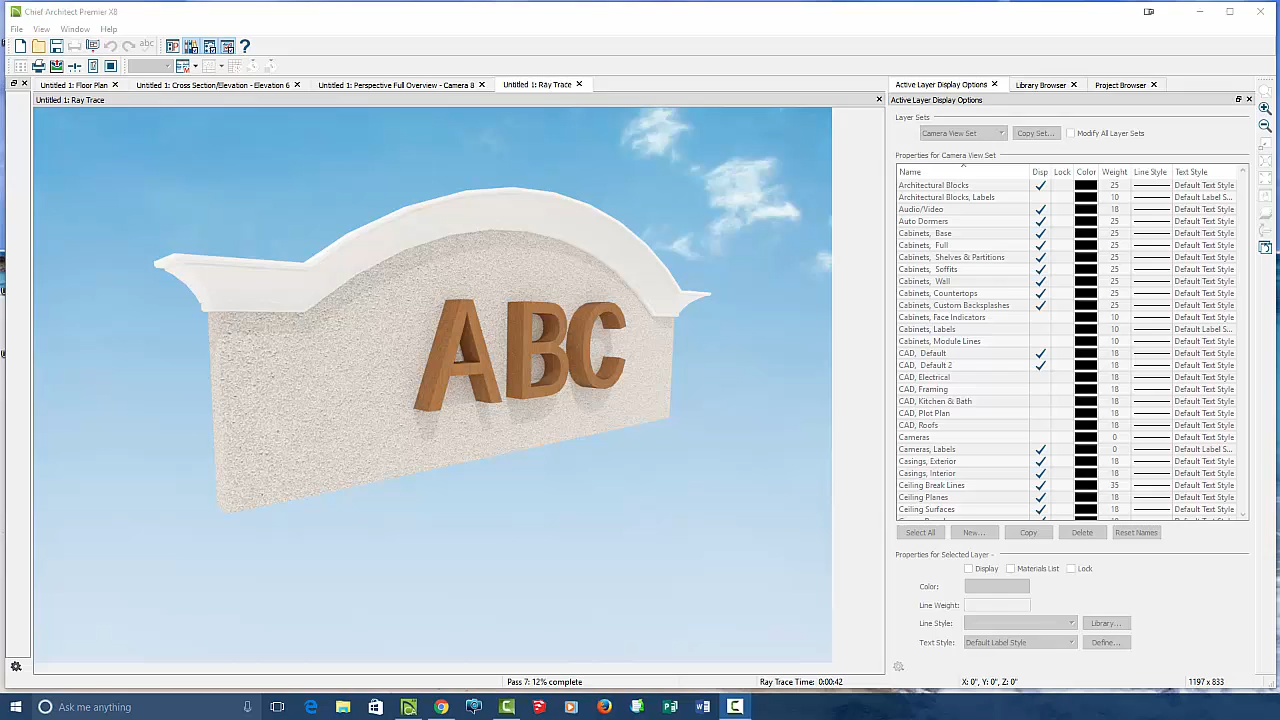 Chief Architect Premier X8
File View Window Help
abc
?
Untitled 1: Floor Plan
Untitled 1: Cross Section/Elevation - Elevation 6
Untitled 1: Perspective Full Overview - Camera 8
Untitled 1: Ray Trace
Active Layer Display Options
Library Browser
Project Browser
Untitled 1: Ray Trace
Active Layer Display Options
Layer Sets
Camera View Set
Copy Set...
Modify All Layer Sets
Properties for Camera View Set
Name Disp Lock Color Weight Line Style Text Style
Architectural Blocks 25 Default Text Style
Architectural Blocks, Labels 10 Default Label S...
Audio/Video 18 Default Text Style
Auto Dormers 25 Default Text Style
Cabinets, Base 25 Default Text Style
Cabinets, Full 25 Default Text Style
Cabinets, Shelves & Partitions 25 Default Text Style
Cabinets, Soffits 25 Default Text Style
Cabinets, Wall 25 Default Text Style
Cabinets, Countertops 25 Default Text Style
Cabinets, Custom Backsplashes 25 Default Text Style
Cabinets, Face Indicators 10 Default Text Style
Cabinets, Labels 10 Default Label S...
Cabinets, Module Lines 10 Default Text Style
CAD, Default 18 Default Text Style
CAD, Default 2 18 Default Text Style
CAD, Electrical 18 Default Text Style
CAD, Framing 18 Default Text Style
CAD, Kitchen & Bath 18 Default Text Style
CAD, Plot Plan 18 Default Text Style
CAD, Roofs 18 Default Text Style
Cameras 0 Default Text Style
Cameras, Labels 0 Default Label S...
Casings, Exterior 18 Default Text Style
Casings, Interior 18 Default Text Style
Ceiling Break Lines 35 Default Text Style
Ceiling Planes 18 Default Text Style
Ceiling Surfaces 18 Default Text Style
ABC
Select All New... Copy Delete Reset Names
Properties for Selected Layer -
Display Materials List Lock
Color:
Line Weight:
Line Style: Library...
Text Style: Default Label Style Define...
Pass 7: 12% complete
Ray Trace Time: 0:00:42
X: 0", Y: 0", Z: 0"
1197 x 833
Ask me anything